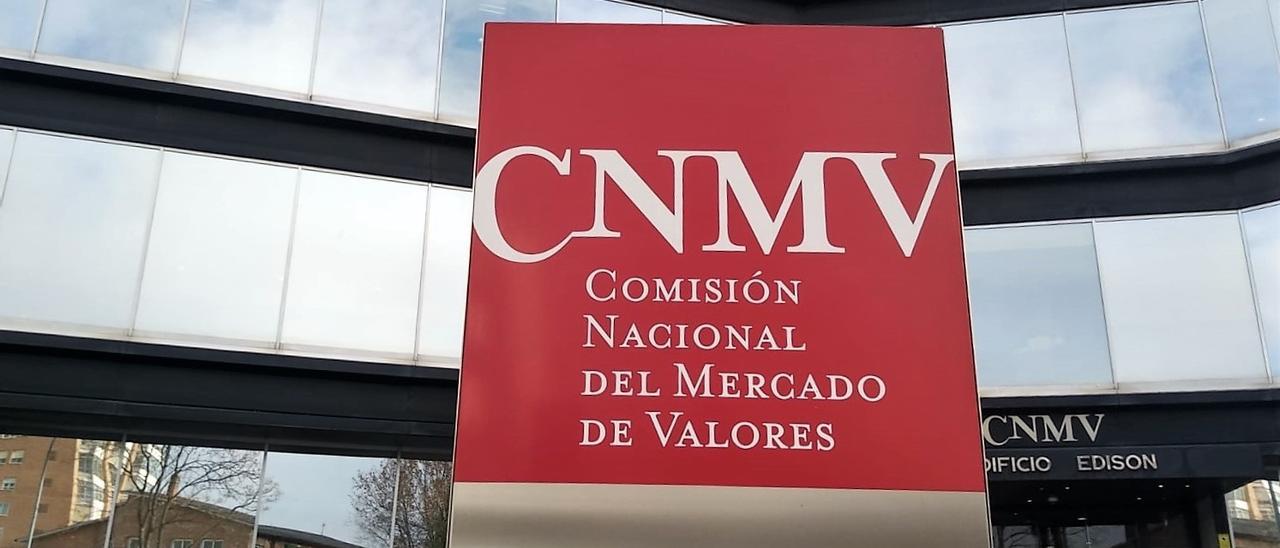 CNMV
COMISIÓN
NACIONAL
DEL MERCADO
DE VALORES
CNMV
DIFICIO EDISON